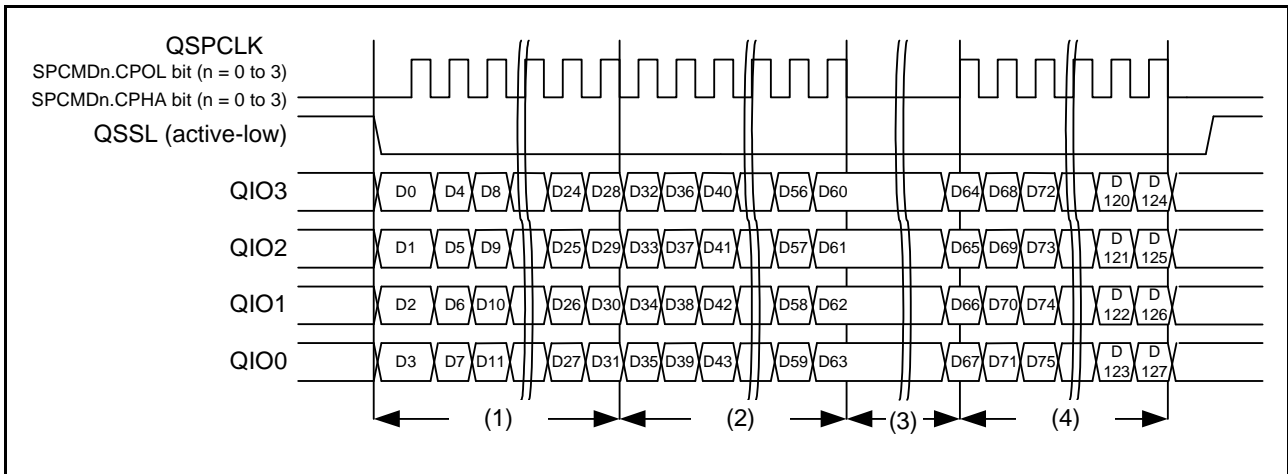 QSPCLK
SPCMDn.CPOL bit (n = 0 to 3)
SPCMDn.CPHA bit (n = 0 to 3)
QSSL (active-low)
QIO3 D0 D4 D8 D24 D28 D32 D36 D40 D56 D60 D64 D68 D72 D 120 D 124
QIO2 D1 D5 D9 D25 D29 D33 D37 D41 D57 D61 D65 D69 D73 D 121 D 125
QIO1 D2 D6 D10 D26 D30 D34 D38 D42 D58 D62 D66 D70 D74 D 122 D 126
QIO0 D3 D7 D11 D27 D31 D35 D39 D43 D59 D63 D67 D71 D75 D 123 D 127
(1) (2) (3) (4)